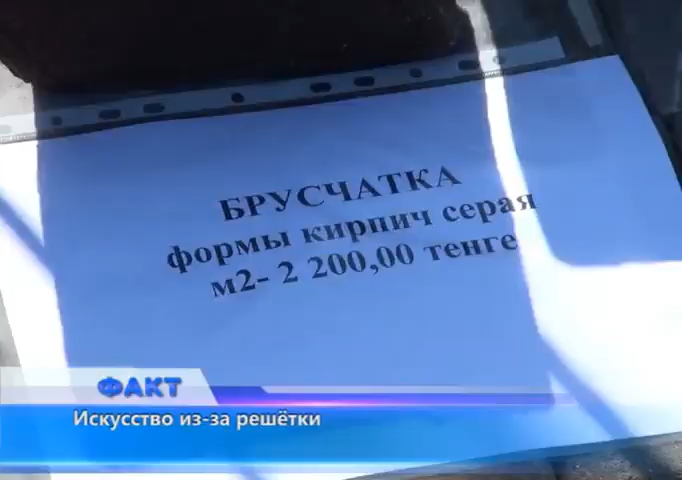 БРУСЧАТКА
формы кирпич серая
м2- 2 200,00 тенге
ФАКТ
Искусство из-за решётки